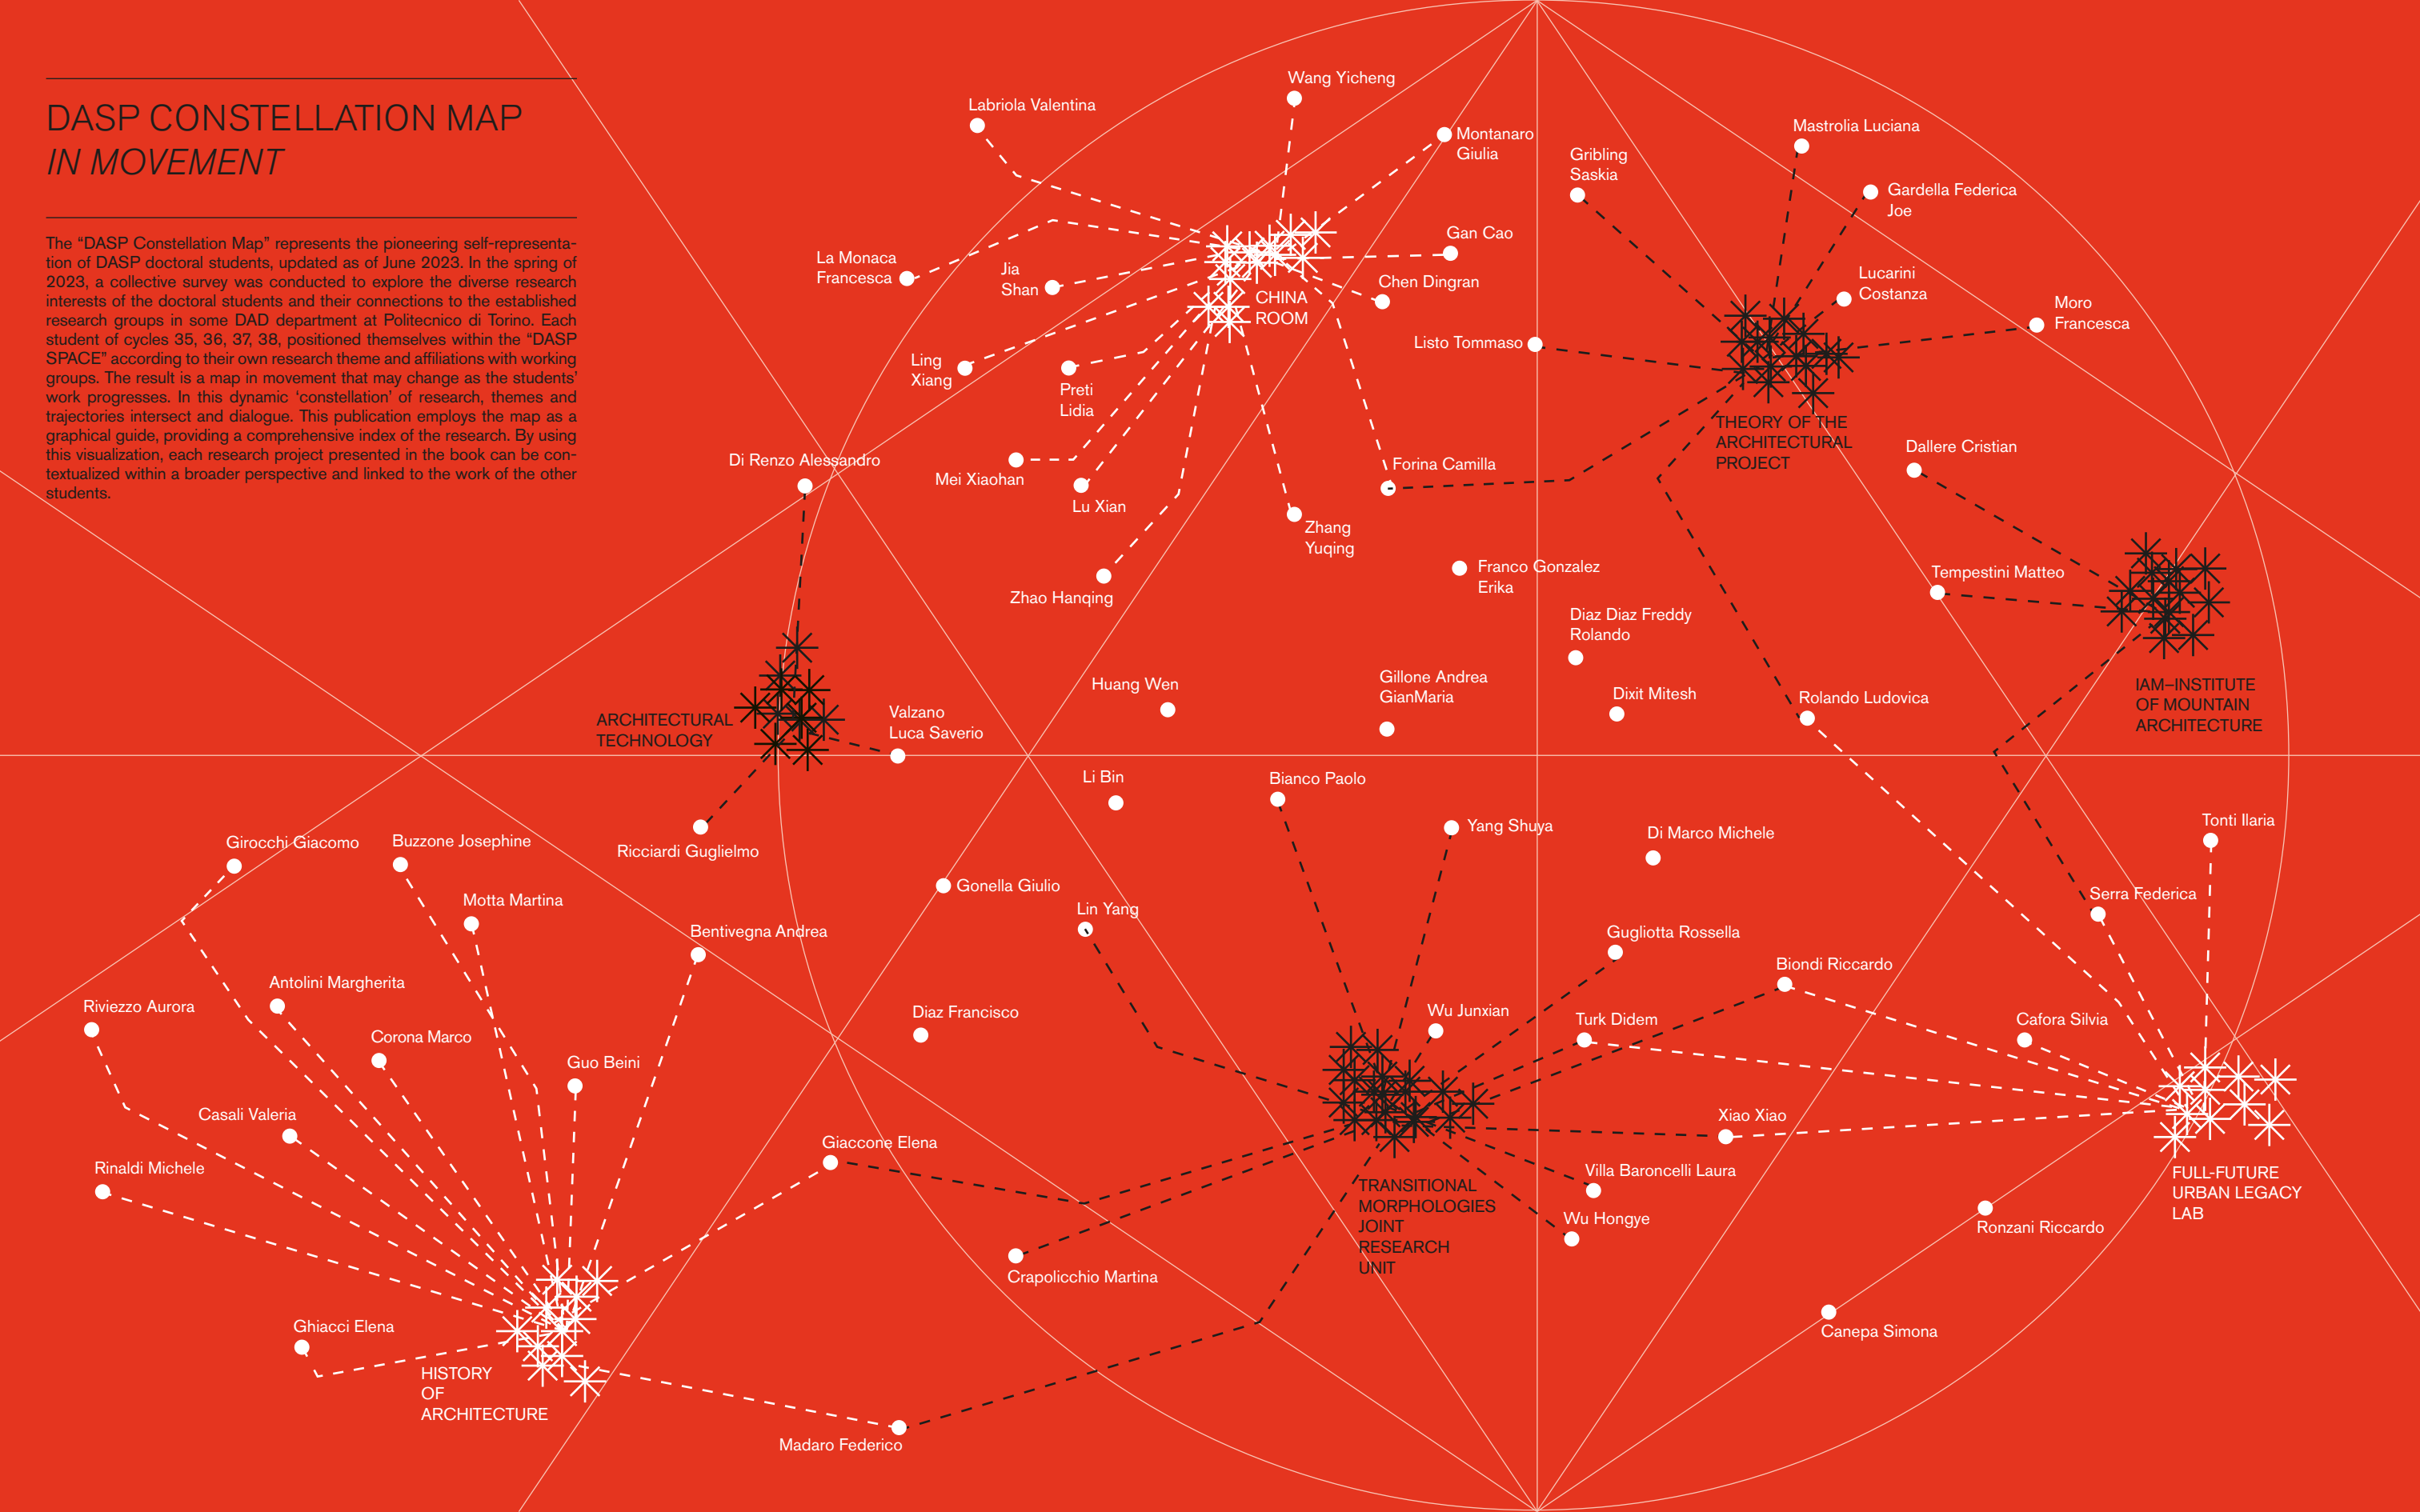 DASP CONSTELLATION MAP
IN MOVEMENT
The “DASP Constellation Map” represents the pioneering self-representa-
tion of DASP doctoral students, updated as of June 2023. In the spring of
2023, a collective survey was conducted to explore the diverse research
interests of the doctoral students and their connections to the established
research groups in some DAD department at Politecnico di Torino. Each
student of cycles 35, 36, 37, 38, positioned themselves within the “DASP
SPACE” according to their own research theme and affiliations with working
groups. The result is a map in movement that may change as the students’
work progresses. In this dynamic ‘constellation’ of research, themes and
trajectories intersect and dialogue. This publication employs the map as a
graphical guide, providing a comprehensive index of the research. By using
this visualization, each research project presented in the book can be con-
textualized within a broader perspective and linked to the work of the other
students.
Wang Yicheng
Labriola Valentina
Montanaro
Giulia
Mastrolia Luciana
Gribling
Saskia
Gardella Federica
Joe
Gan Cao
La Monaca
Francesca
Jia
Shan
Chen Dingran
CHINA
ROOM
Lucarini
Costanza
Moro
Francesca
Listo Tommaso
Ling
Xiang
Preti
Lidia
THEORY OF THE
ARCHITECTURAL
PROJECT
Dallere Cristian
Di Renzo Alessandro
Mei Xiaohan
Forina Camilla
Lu Xian
Zhang
Yuqing
Franco Gonzalez
Erika
Tempestini Matteo
Zhao Hanqing
Diaz Diaz Freddy
Rolando
Huang Wen
Gillone Andrea
GianMaria
Dixit Mitesh
Rolando Ludovica
IAM–INSTITUTE
OF MOUNTAIN
ARCHITECTURE
ARCHITECTURAL
TECHNOLOGY
Valzano
Luca Saverio
Li Bin
Bianco Paolo
Yang Shuya
Di Marco Michele
Tonti Ilaria
Girocchi Giacomo
Buzzone Josephine
Ricciardi Guglielmo
Gonella Giulio
Serra Federica
Motta Martina
Lin Yang
Bentivegna Andrea
Gugliotta Rossella
Biondi Riccardo
Antolini Margherita
Riviezzo Aurora
Diaz Francisco
Wu Junxian
Turk Didem
Cafora Silvia
Corona Marco
Guo Beini
Casali Valeria
Xiao Xiao
Giaccone Elena
Rinaldi Michele
Villa Baroncelli Laura
TRANSITIONAL
MORPHOLOGIES
JOINT
RESEARCH
UNIT
FULL-FUTURE
URBAN LEGACY
LAB
Wu Hongye
Ronzani Riccardo
Crapolicchio Martina
Ghiacci Elena
Canepa Simona
HISTORY
OF
ARCHITECTURE
Madaro Federico